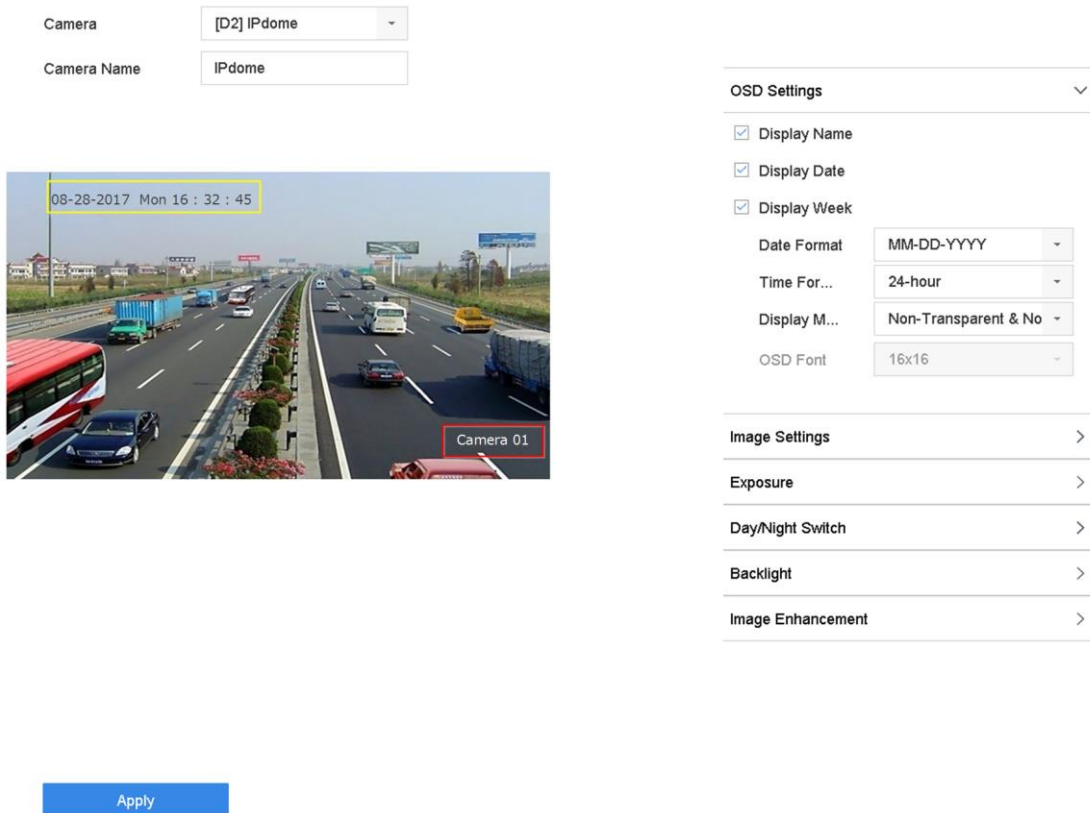 Camera
[D2] IPdome
Camera Name
IPdome
08-28-2017 Mon 16 : 32 : 45
Camera 01
OSD Settings
Display Name
Display Date
Display Week
Date Format
MM-DD-YYYY
Time For...
24-hour
Display M...
Non-Transparent & No
OSD Font
16x16
Image Settings
Exposure
Day/Night Switch
Backlight
Image Enhancement
Apply